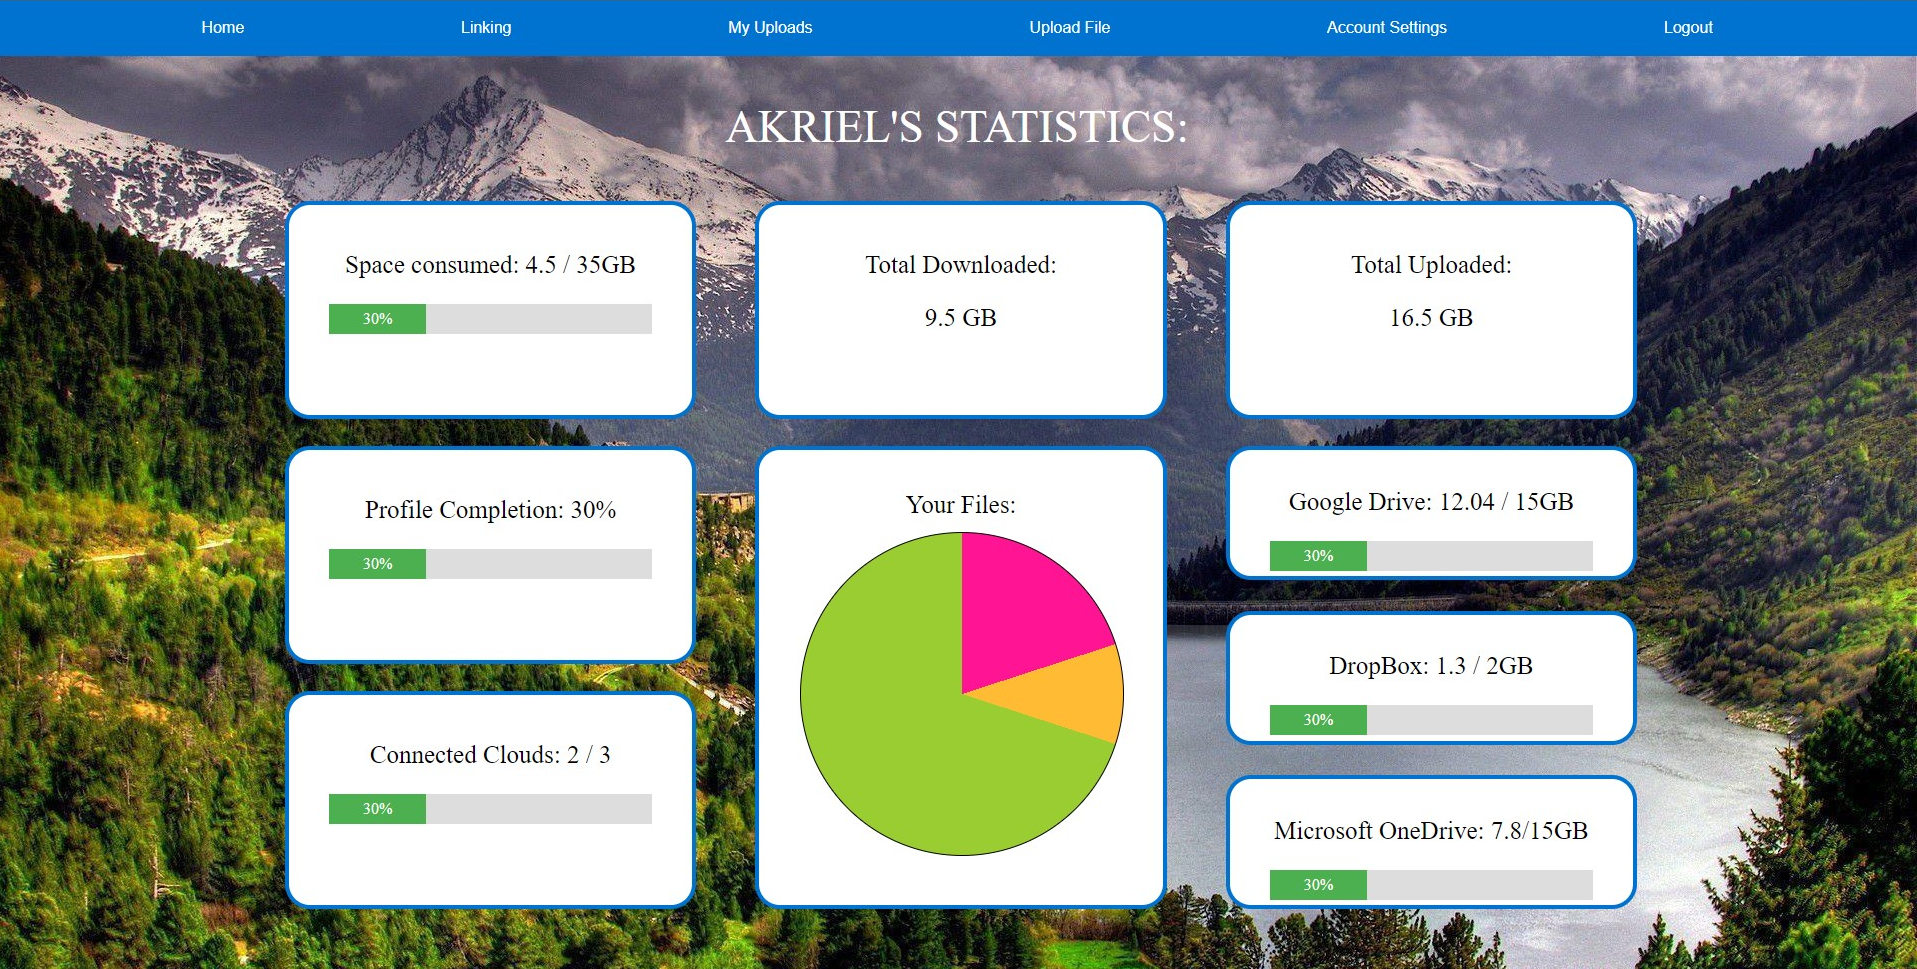 Home
Linking
My Uploads
Upload File
Account Settings
Logout
AKRIEL'S STATISTICS:
Space consumed: 4.5 / 35GB
30%
Total Downloaded:
9.5 GB
Total Uploaded:
16.5 GB
Profile Completion: 30%
30%
Connected Clouds: 2 / 3
30%
Your Files:
Google Drive: 12.04 / 15GB
30%
DropBox: 1.3 / 2GB
30%
Microsoft OneDrive: 7.8/15GB
30%